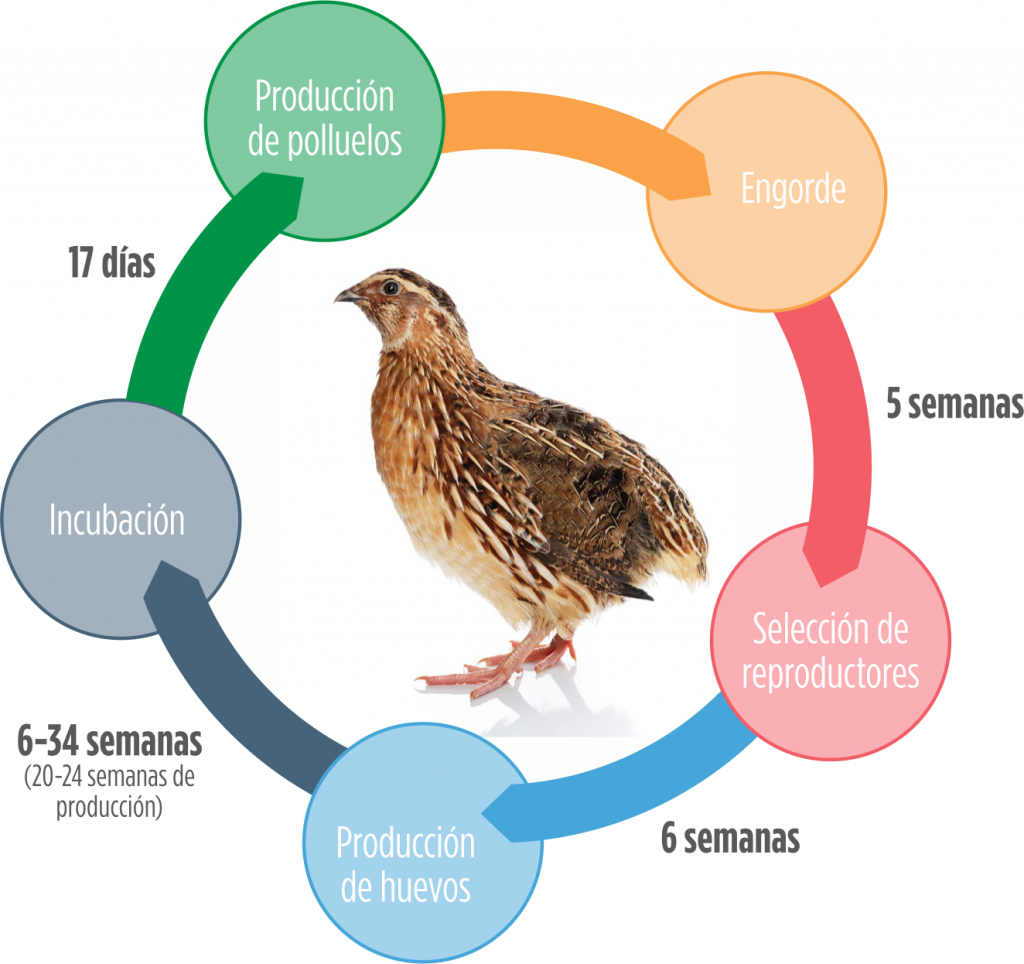 Producción
de polluelos
Engorde
17 días
5 semanas
Incubación
Selección de
reproductores
6-34 semanas
(20-24 semanas de
producción)
6 semanas
Producción
de huevos